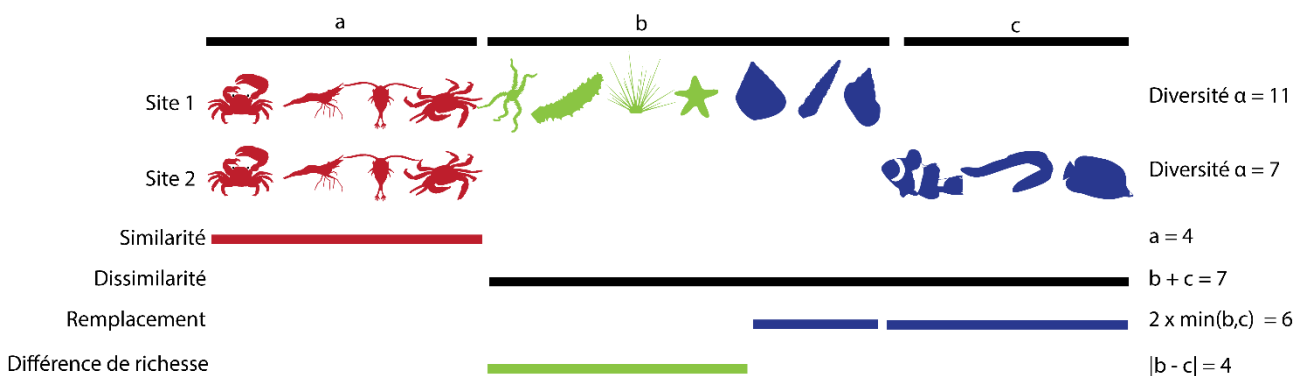 a b c
Site 1 Diversité α = 11
Site 2 Diversité α = 7
Similarité a = 4
Dissimilarité b + c = 7
Remplacement 2 x min(b,c) = 6
Différence de richesse |b - c| = 4